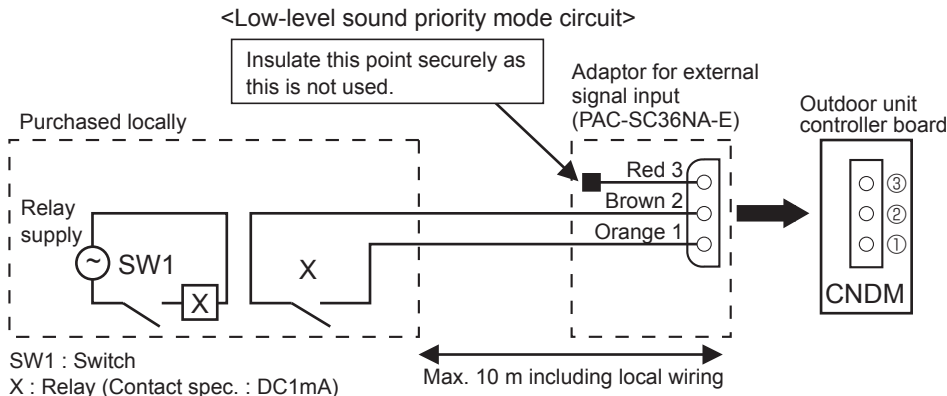 <Low-level sound priority mode circuit>
Insulate this point securely as
this is not used.
Adaptor for external
signal input
(PAC-SC36NA-E)
Outdoor unit
controller board
Purchased locally
Relay
supply
~
SW1
X
X
Red 3
Brown 2
Orange 1
③
②
①
CNDM
SW1 : Switch
X : Relay (Contact spec. : DC1mA)
Max. 10 m including local wiring